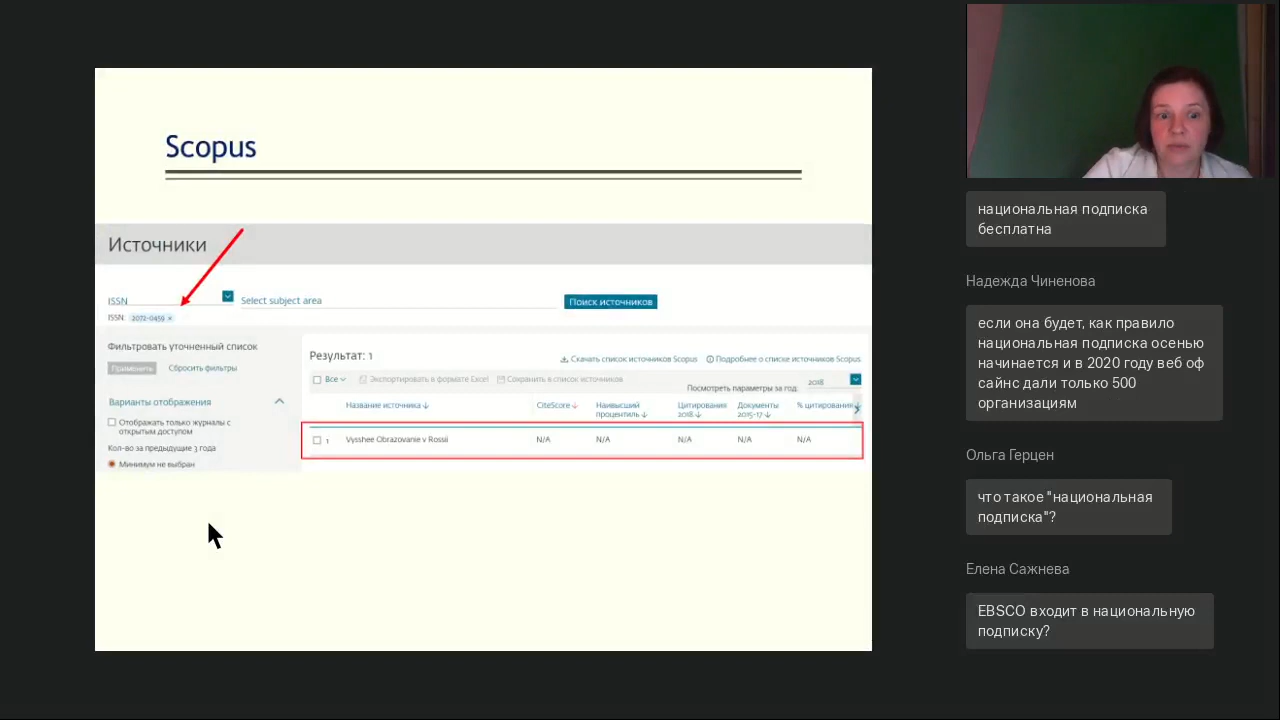 Scopus
Источники
ISSN
Select subject area
Поиск источников
ISSN: 2072-0459 ×
Фильтровать уточненный список
Применить
Сбросить фильтры
Варианты отображения
Отображать только журналы с
открытым доступом
Кол-во за предыдущие 3 года
Минимум не выбран
Результат: 1
Скачать список источников Scopus
Подробнее о списке источников Scopus
Все
Экспортировать в формате Excel
Сохранить в список источников
Посмотреть параметры за год:
2018
Название источника ↓
CiteScore ↓
Наивысший
процентиль ↓
Цитирования
2018 ↓
Документы
2015-17 ↓
% цитирования ↓
1
Vysshee Obrazovanie v Rossii
N/A
N/A
N/A
N/A
N/A
национальная подписка
бесплатна
Надежда Чиненова
если она будет, как правило
национальная подписка осенью
начинается и в 2020 году веб оф
сайнс дали только 500
организациям
Ольга Герцен
что такое "национальная
подписка"?
Елена Сажнева
EBSCO входит в национальную
подписку?